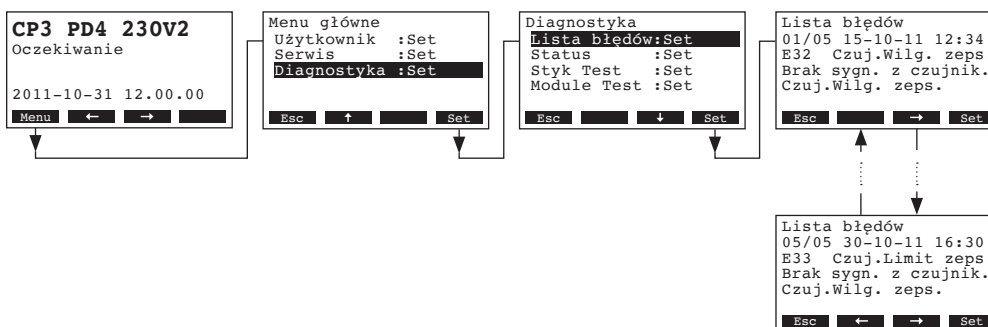 CP3 PD4 230V2
Oczekiwanie
2011-10-31 12.00.00
Menu ← →
Menu główne
Użytkownik :Set
Serwis :Set
Diagnostyka :Set
Esc ↑ Set
Diagnostyka
Lista błędów:Set
Status :Set
Styk Test :Set
Module Test :Set
Esc ↓ Set
Lista błędów
01/05 15-10-11 12:34
E32 Czuj.Wilg. zeps
Brak sygn. z czujnik.
Czuj.Wilg. zeps.
Esc → Set
Lista błędów
05/05 30-10-11 16:30
E33 Czuj.Limit zeps
Brak sygn. z czujnik.
Czuj.Wilg. zeps.
Esc ← → Set